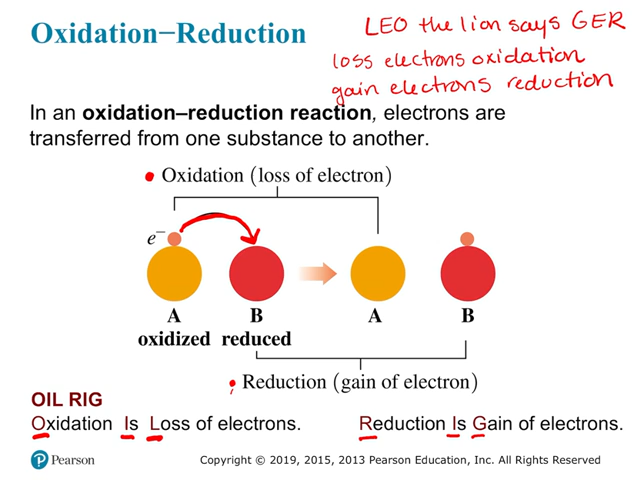 Oxidation−Reduction
LEO the lion says GER
loss electrons oxidation
gain electrons reduction
In an oxidation–reduction reaction, electrons are
transferred from one substance to another.
Oxidation (loss of electron)
e−
A B A B
oxidized reduced
Reduction (gain of electron)
OIL RIG
Oxidation Is Loss of electrons. Reduction Is Gain of electrons.
Pearson Copyright © 2019, 2015, 2013 Pearson Education, Inc. All Rights Reserved